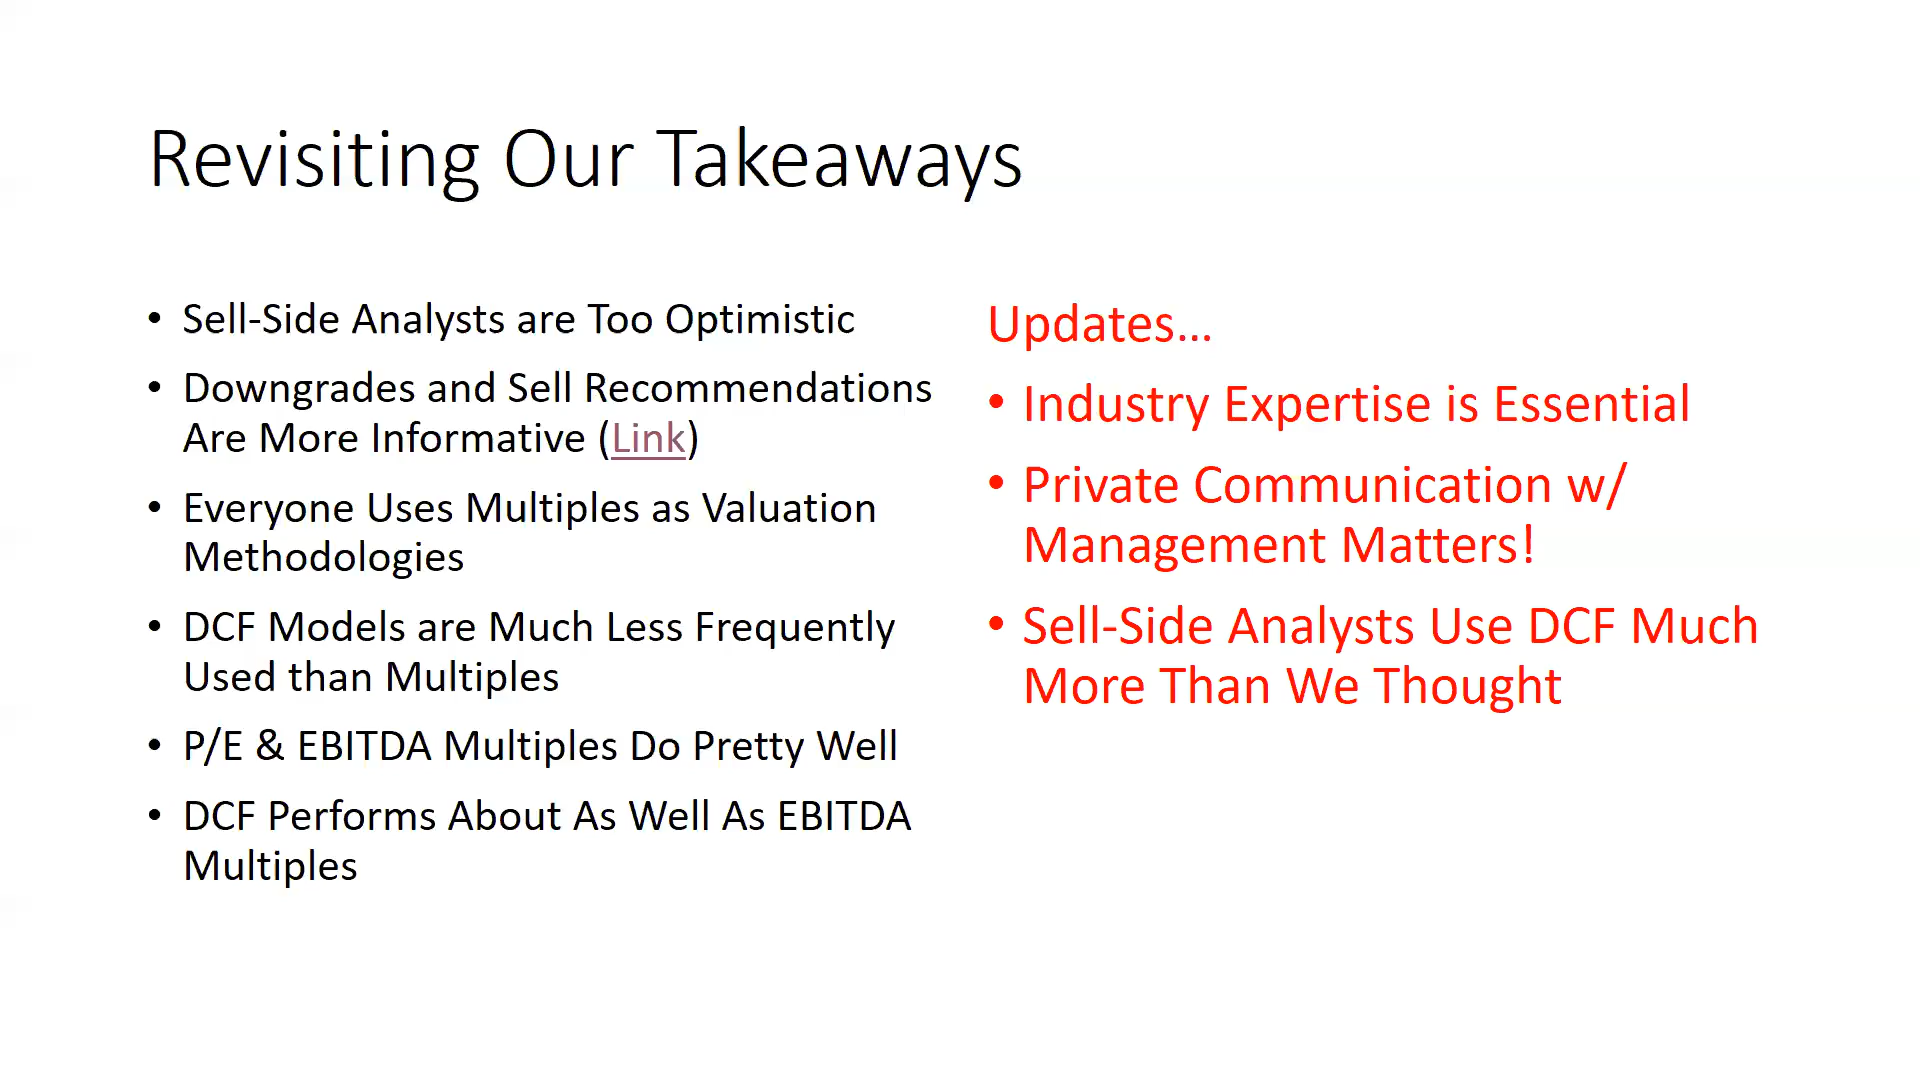 Revisiting Our Takeaways
• Sell-Side Analysts are Too Optimistic
• Downgrades and Sell Recommendations
Are More Informative (Link)
• Everyone Uses Multiples as Valuation
Methodologies
• DCF Models are Much Less Frequently
Used than Multiples
• P/E & EBITDA Multiples Do Pretty Well
• DCF Performs About As Well As EBITDA
Multiples
Updates...
• Industry Expertise is Essential
• Private Communication w/
Management Matters!
• Sell-Side Analysts Use DCF Much
More Than We Thought